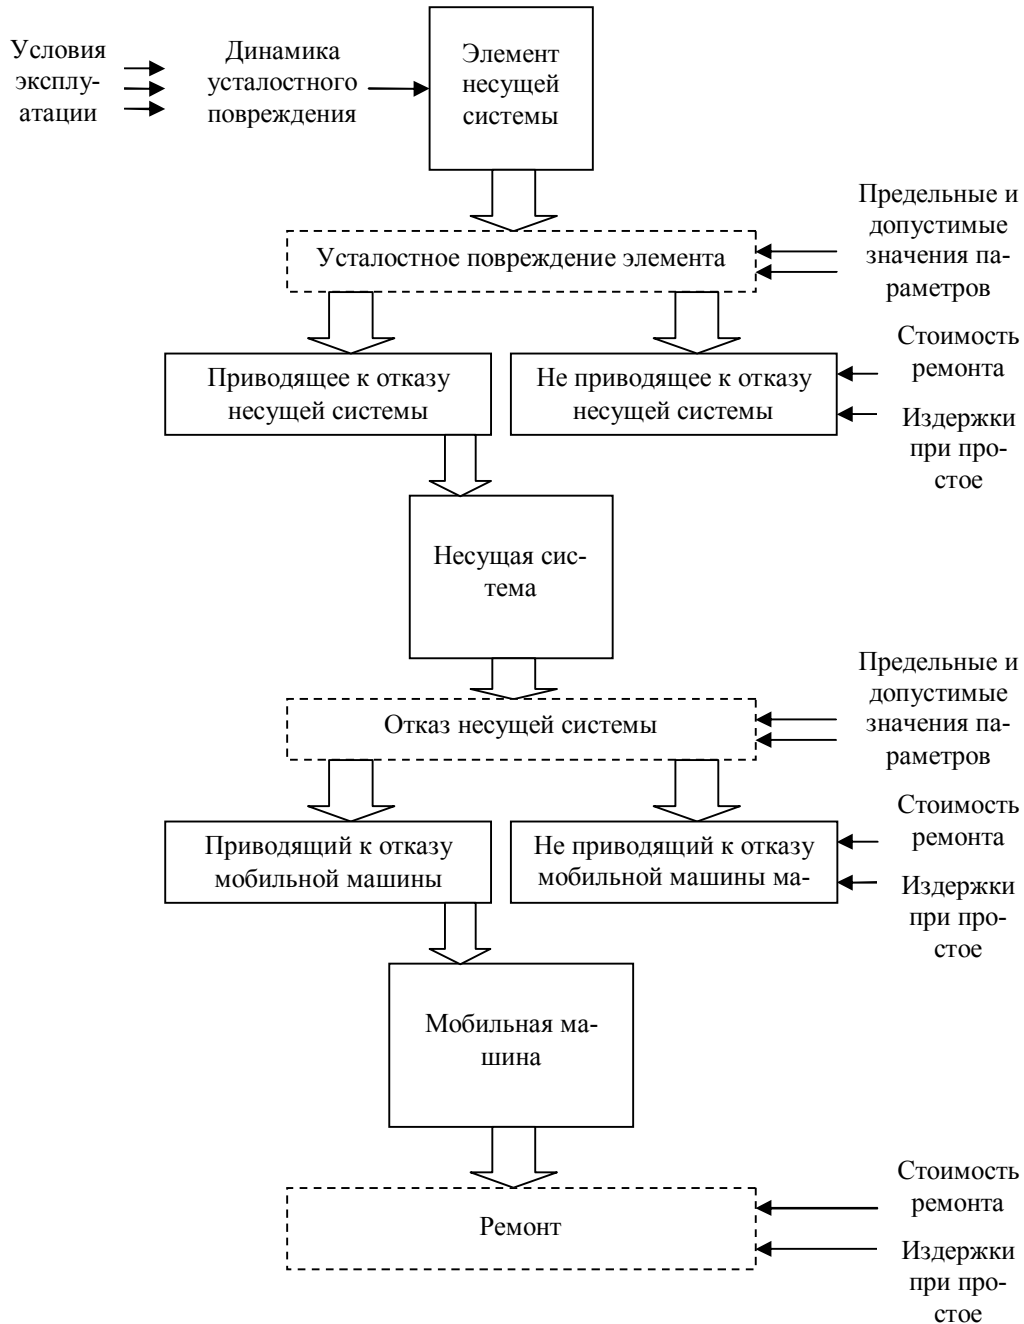 Условия
эксплу-
атации
Динамика
усталостного
повреждения
Элемент
несущей
системы
Предельные и
допустимые
значения па-
раметров
Усталостное повреждение элемента
Стоимость
ремонта
Приводящее к отказу
несущей системы
Не приводящее к отказу
несущей системы
Издержки
при про-
стое
Несущая сис-
тема
Предельные и
допустимые
значения па-
раметров
Отказ несущей системы
Стоимость
ремонта
Приводящий к отказу
мобильной машины
Не приводящий к отказу
мобильной машины ма-
Издержки
при про-
стое
Мобильная ма-
шина
Стоимость
ремонта
Ремонт
Издержки
при про-
стое